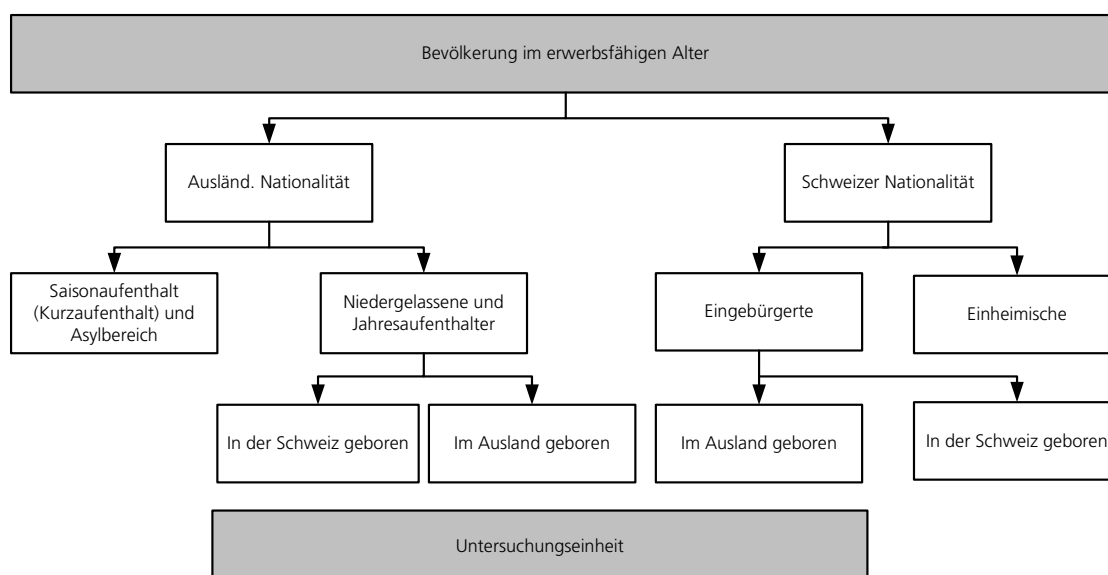 Bevölkerung im erwerbsfähigen Alter
Ausländ. Nationalität
Schweizer Nationalität
Saisonaufenthalt
(Kurzaufenthalt) und
Asylbereich
Niedergelassene und
Jahresaufenthalter
Eingebürgerte
Einheimische
In der Schweiz geboren
Im Ausland geboren
Im Ausland geboren
In der Schweiz geboren
Untersuchungseinheit